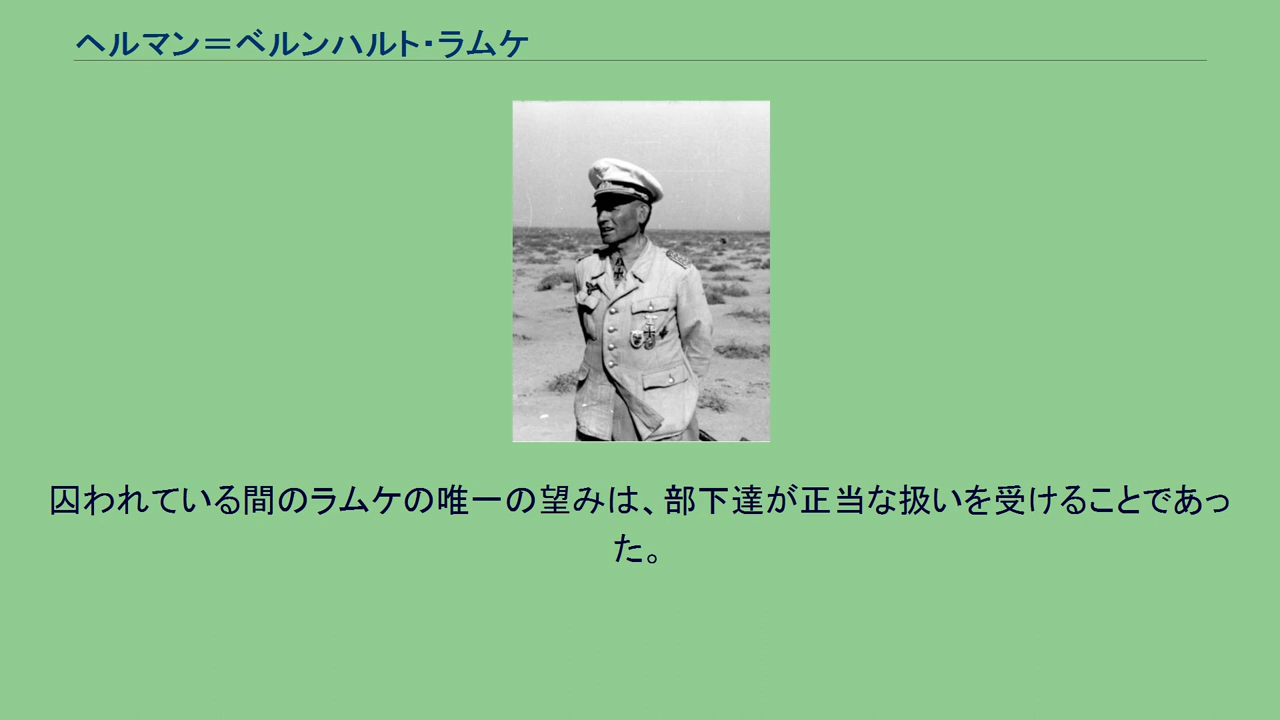 ヘルマン＝ベルンハルト・ラムケ
囚われている間のラムケの唯一の望みは、部下達が正当な扱いを受けることであっ
た。